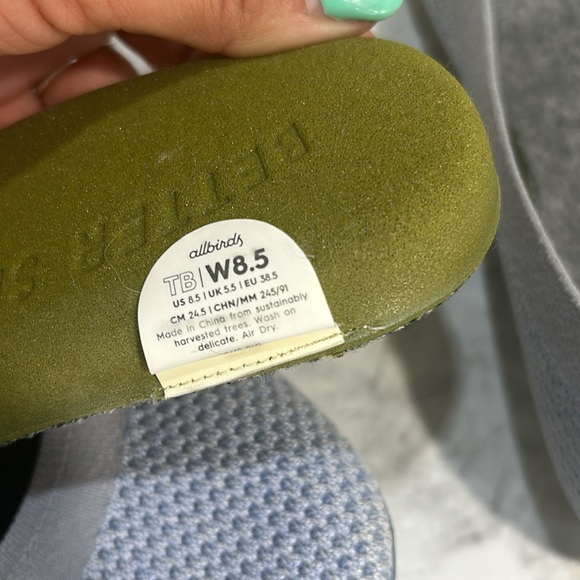 BETTER
allbirds
TB | W8.5
US 8.5 | UK 5.5 | EU 38.5
CM 24.5 | CHN/MM 245/91
Made in China from sustainably
harvested trees. Wash on
delicate. Air Dry.